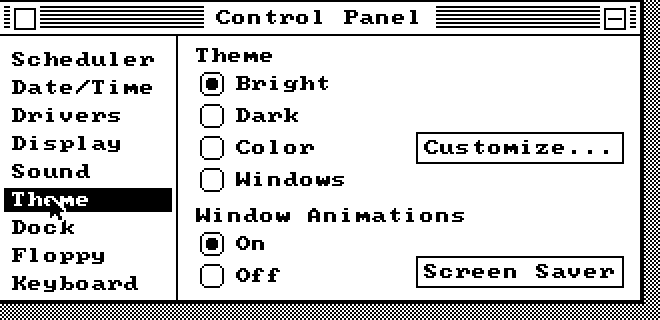 Control Panel
Scheduler
Date/Time
Drivers
Display
Sound
Theme
Dock
Floppy
Keyboard
Theme
Bright
Dark
Color
Customize...
Windows
Window Animations
On
Off
Screen Saver